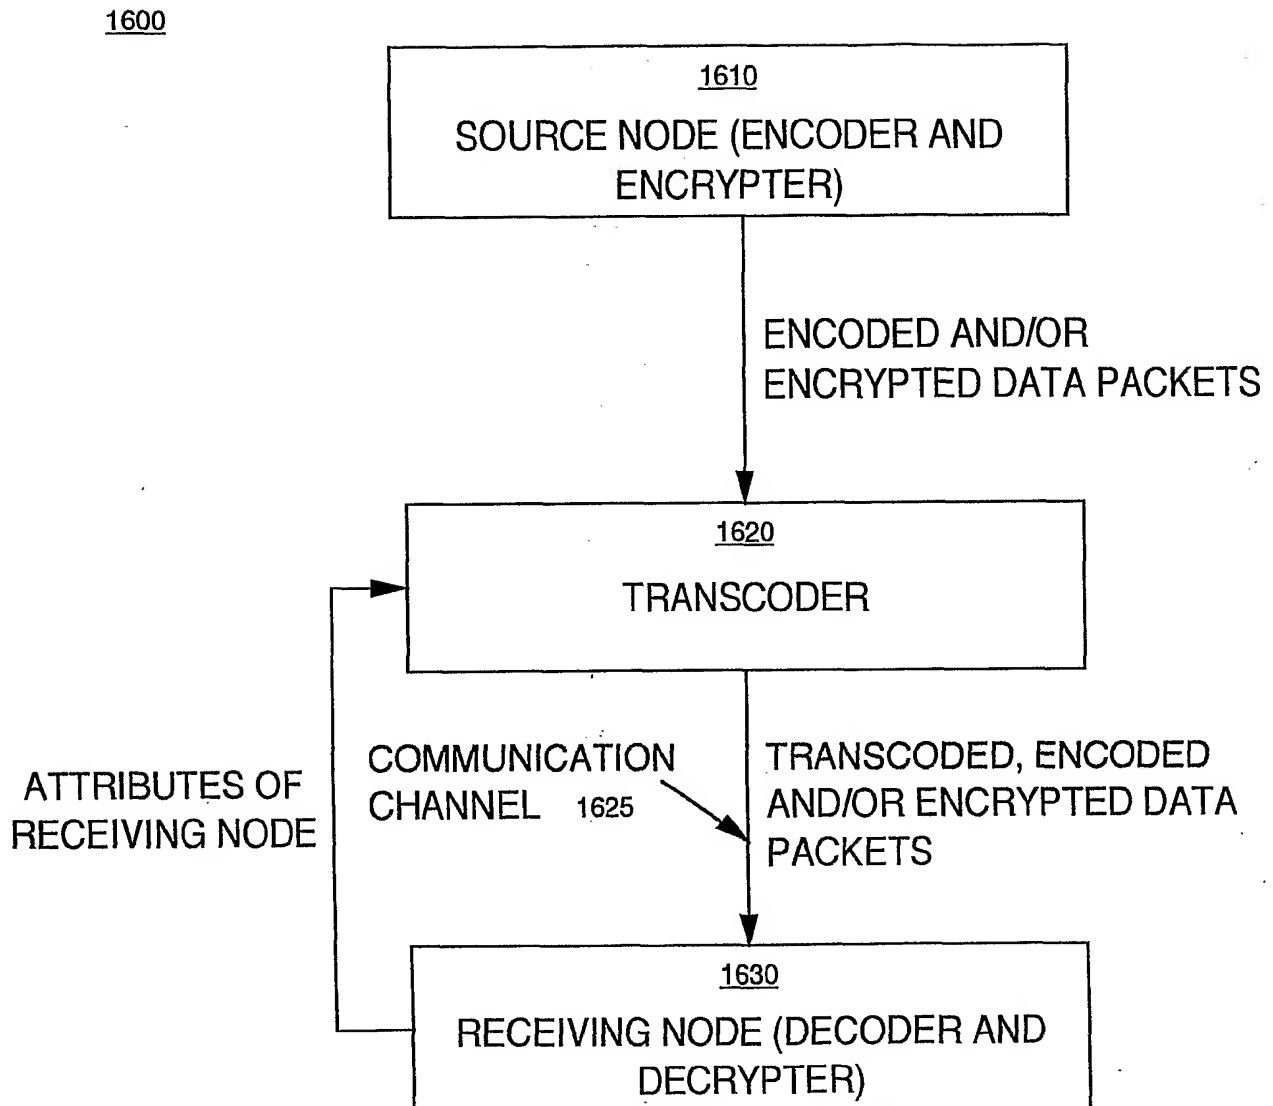 1600
1610
SOURCE NODE (ENCODER AND
ENCRYPTER)
ENCODED AND/OR
ENCRYPTED DATA PACKETS
1620
TRANSCODER
COMMUNICATION
CHANNEL 1625
TRANSCODED, ENCODED
AND/OR ENCRYPTED DATA
PACKETS
ATTRIBUTES OF
RECEIVING NODE
1630
RECEIVING NODE (DECODER AND
DECRYPTER)